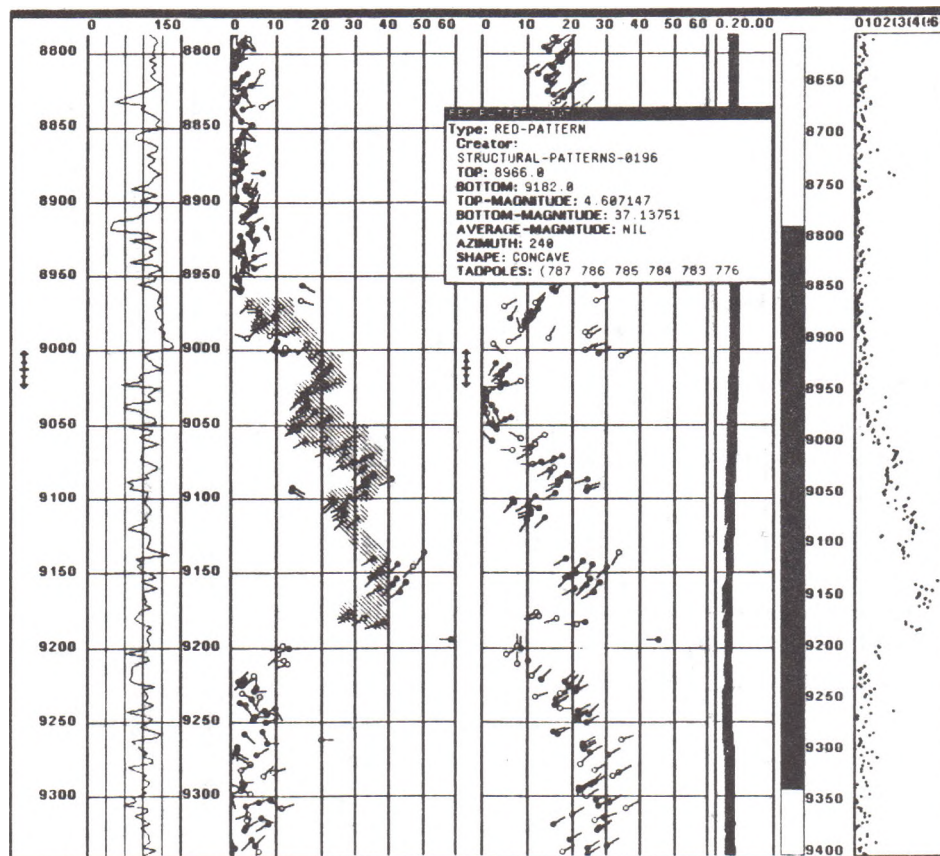 0 150 0 10 20 30 40 50 60 0 10 20 30 40 50 60
8800 8800
8850 8850
8900 8900
8950 8950
9000 9000
9050 9050
9100 9100
9150 9150
9200 9200
9250 9250
9300 9300
Type: RED-PATTERN
Creator:
STRUCTURAL-PATTERNS-0196
TOP: 8966.0
BOTTOM: 9182.0
TOP-MAGNITUDE: 4.607147
BOTTOM-MAGNITUDE: 37.13751
AVERAGE-MAGNITUDE: NIL
AZIMUTH: 240
SHAPE: CONCAVE
TADPOLES: (787 786 785 784 783 776
8650
8700
8750
8800
8850
8900
8950
9000
9050
9100
9150
9200
9250
9300
9350
9400